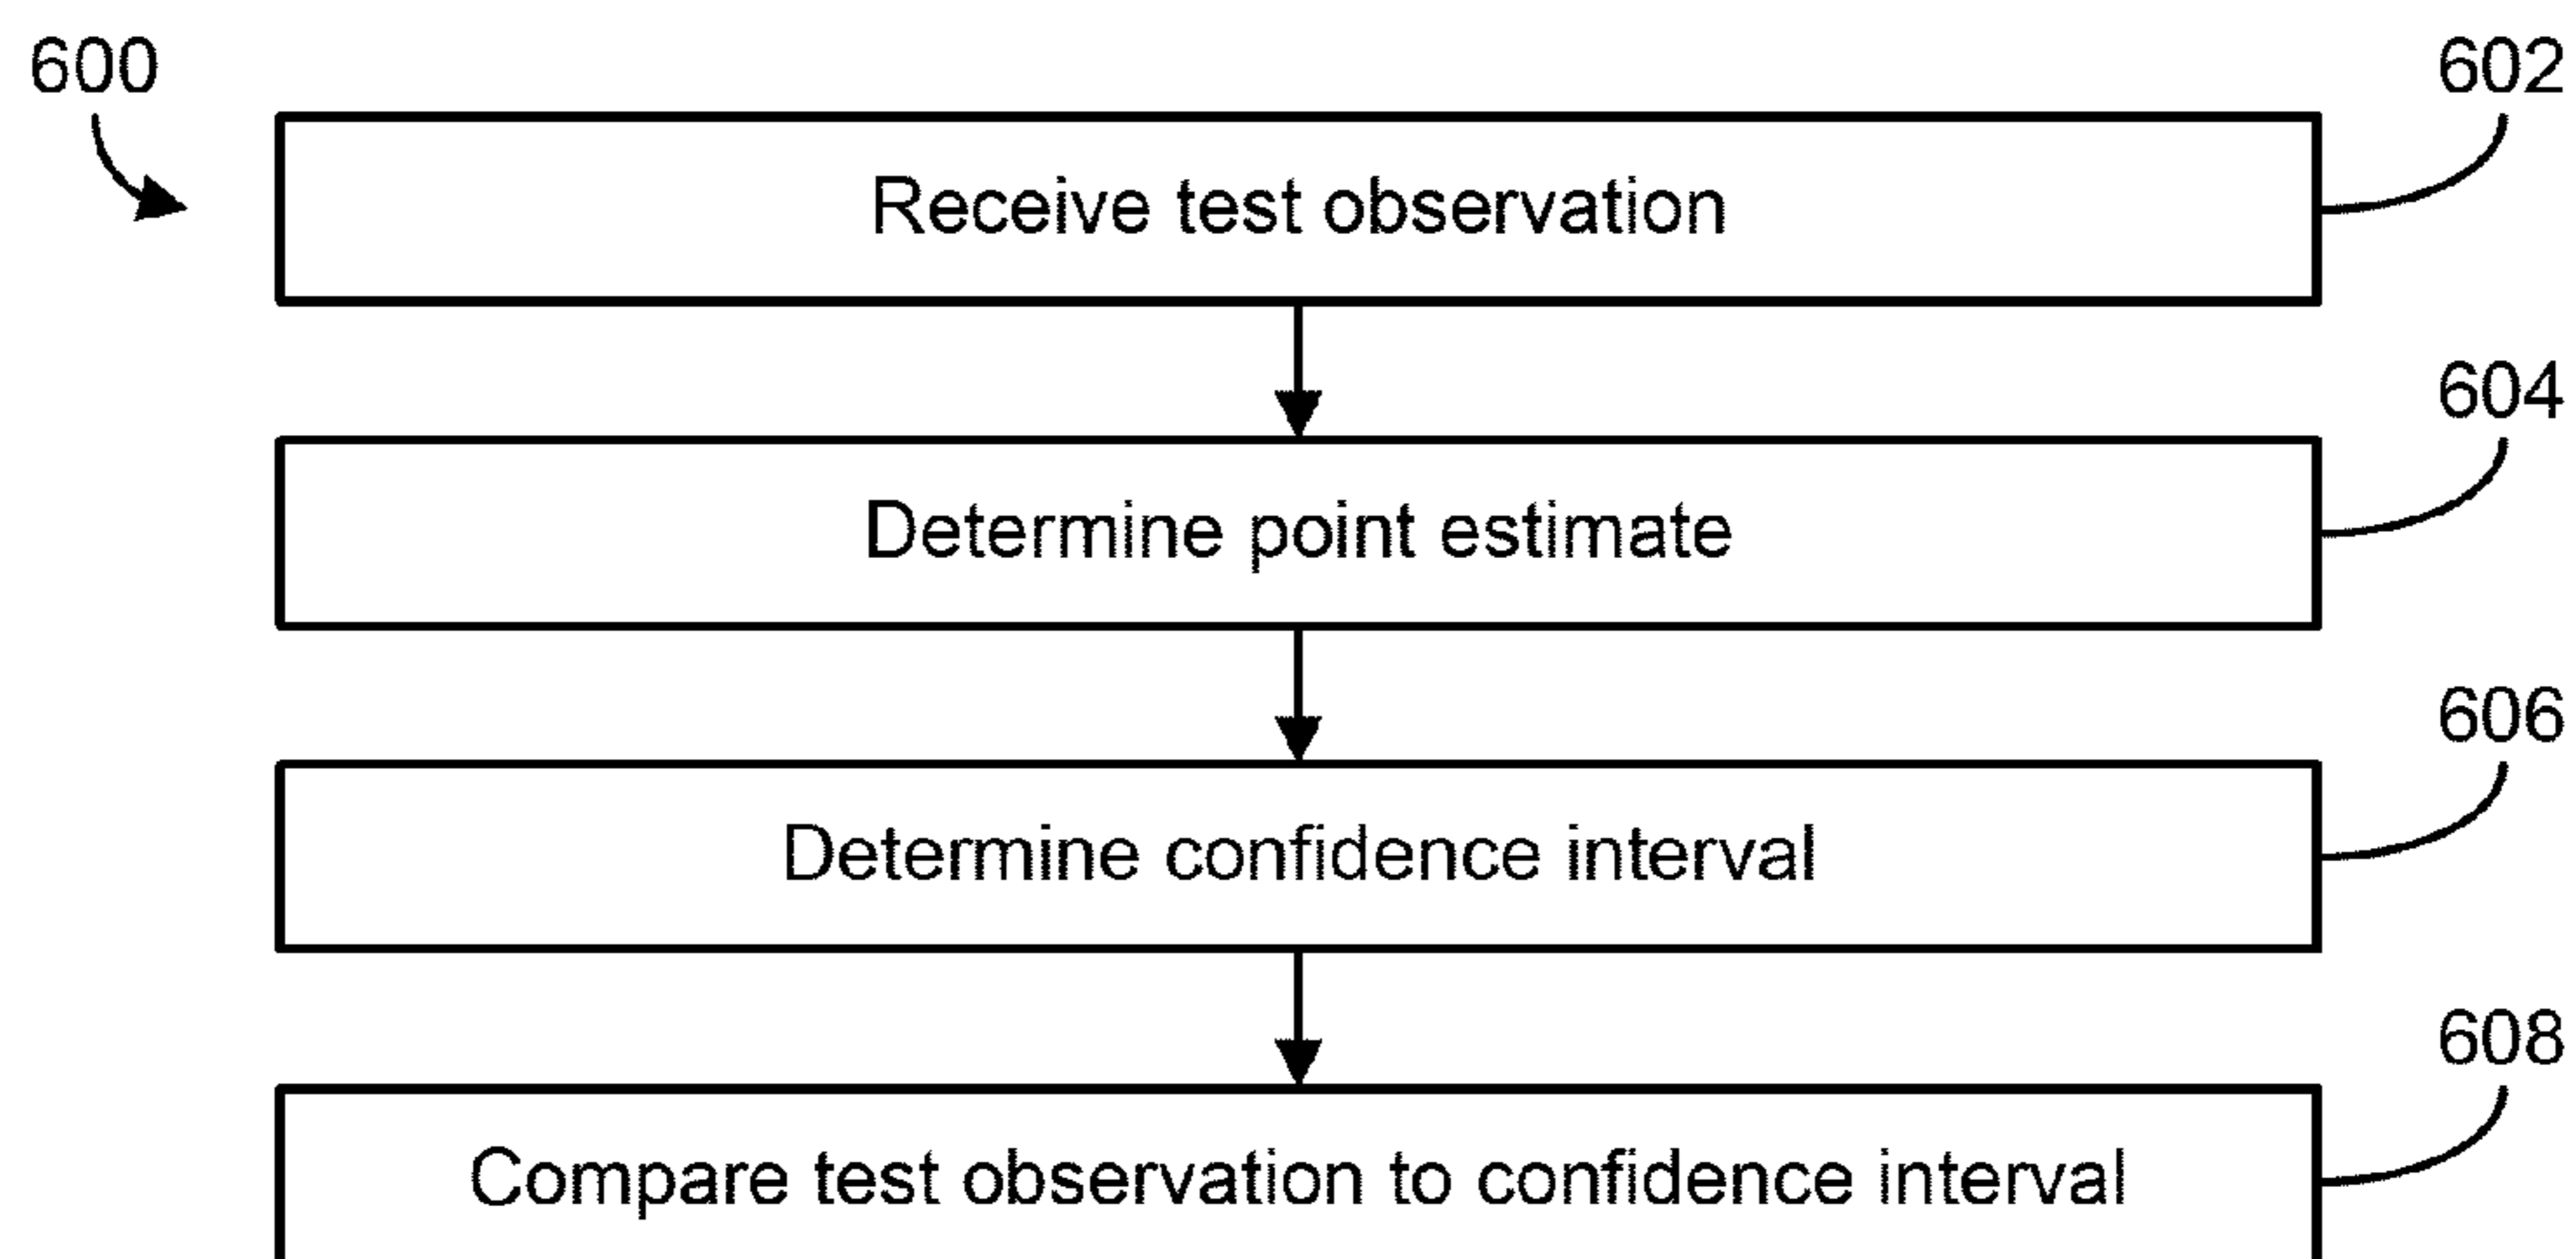 600
602
Receive test observation
604
Determine point estimate
606
Determine confidence interval
608
Compare test observation to confidence interval